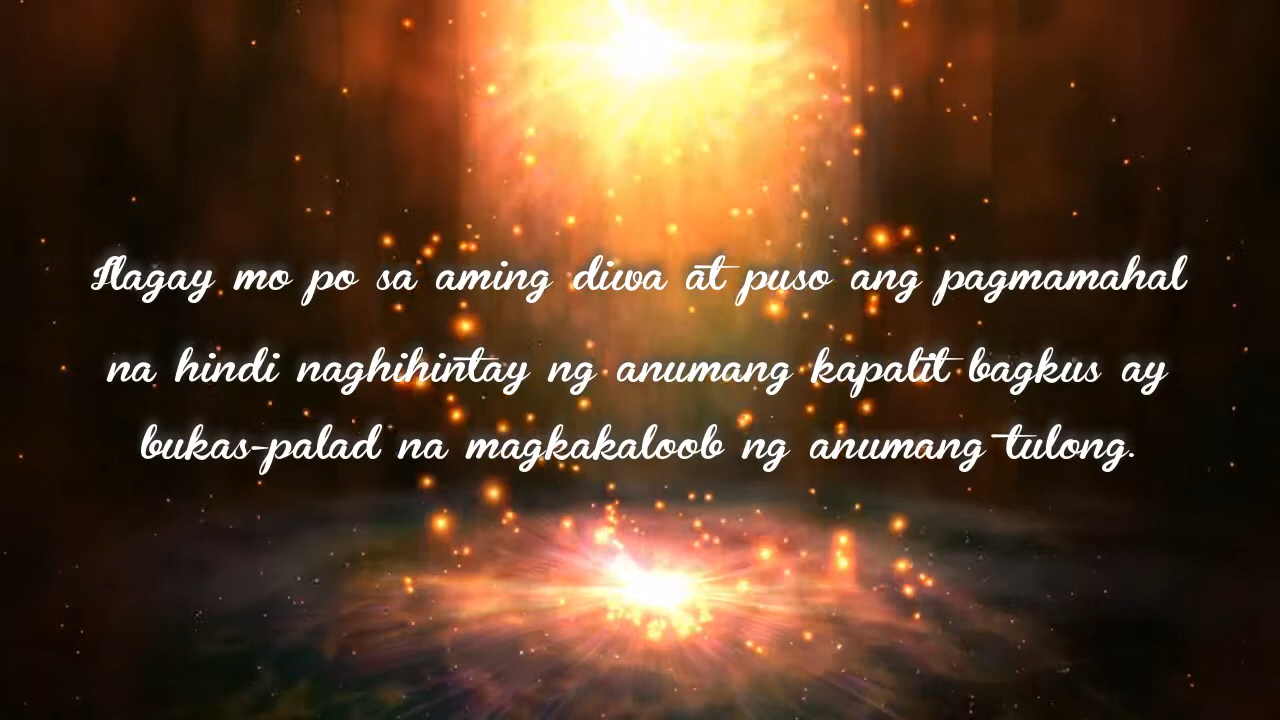 Ilagay mo po sa aming diwa at puso ang pagmamahal
na hindi naghihintay ng anumang kapalit bagkus ay
bukas-palad na magkakaloob ng anumang tulong.